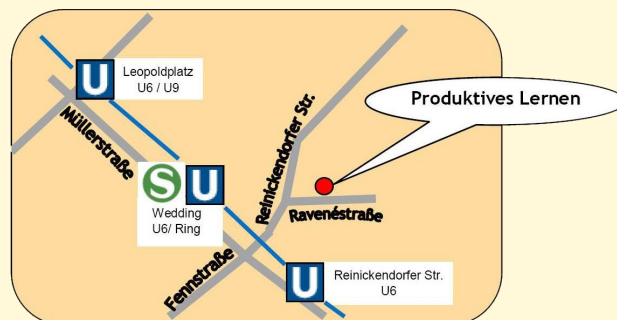 U
Leopoldplatz
U6 / U9
Müllerstraße
Reinickendorfer Str.
Produktives Lernen
S U
Wedding
U6/ Ring
Ravenéstraße
Fennstraße
U
Reinickendorfer Str.
U6